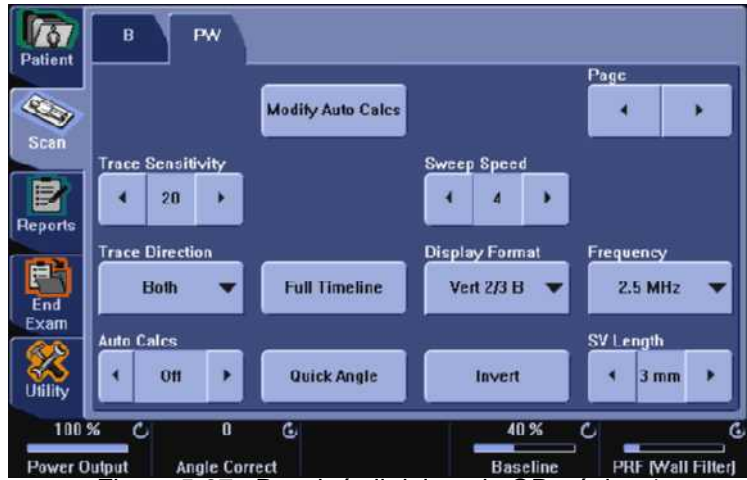 Patient
B PW
Page
Modify Auto Calcs
Scan
Trace Sensitivity Sweep Speed
20 4
Reports
Trace Direction Display Format Frequency
Both Full Timeline Vert 2/3 B 2.5 MHz
End
Exam
Auto Calcs SV Length
Off Quick Angle Invert 3 mm
Utility
100 % 0 40 %
Power Output Angle Correct Baseline PRF (Wall Filter)